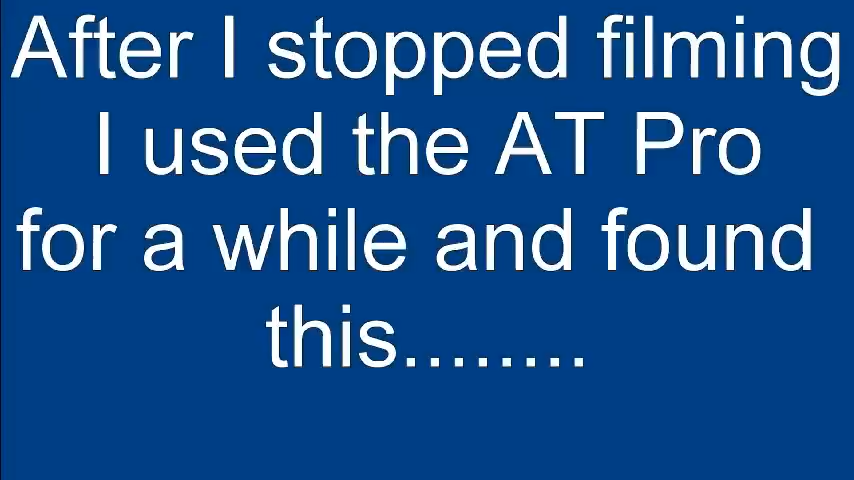 After I stopped filming
I used the AT Pro
for a while and found
this........